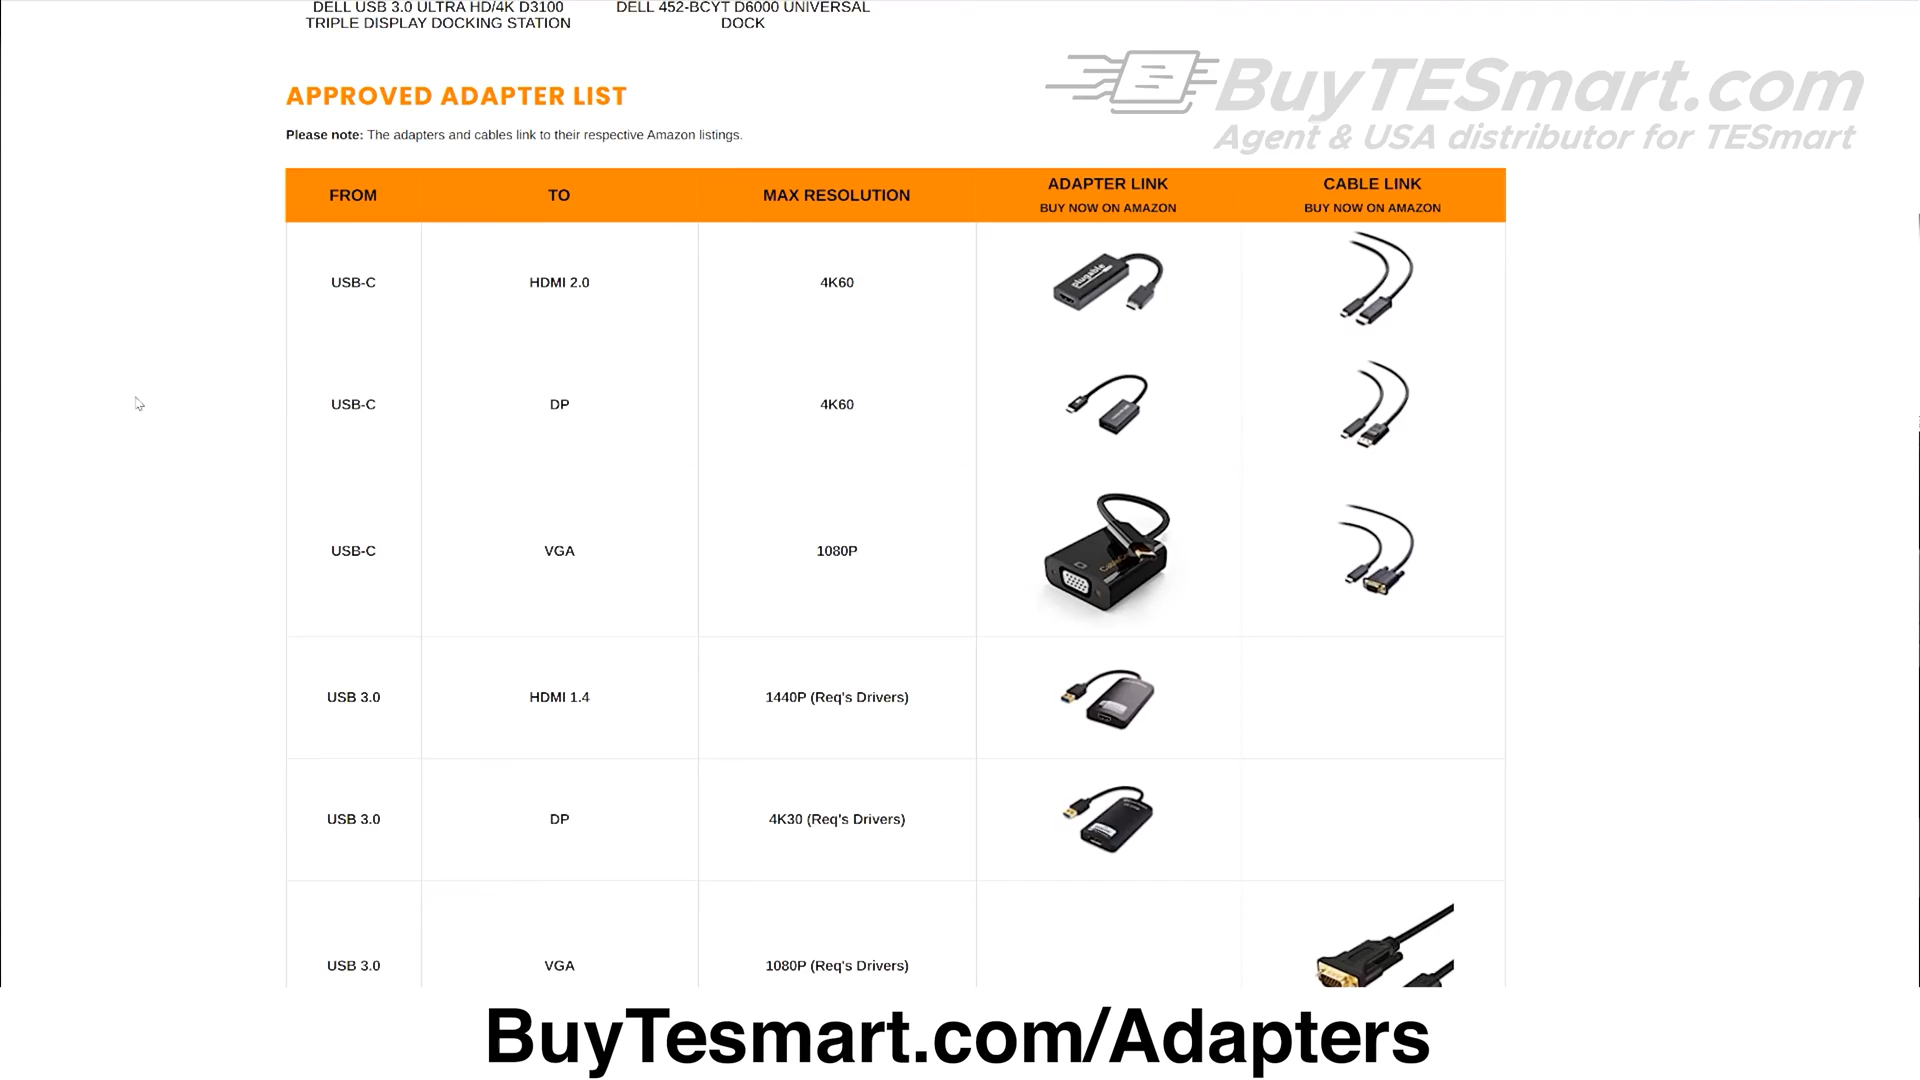 DELL USB 3.0 ULTRA HD/4K D3100
TRIPLE DISPLAY DOCKING STATION
DELL 452-BCYT D6000 UNIVERSAL
DOCK
BuyTESmart.com
Agent & USA distributor for TESmart
APPROVED ADAPTER LIST
Please note: The adapters and cables link to their respective Amazon listings.
FROM TO MAX RESOLUTION ADAPTER LINK CABLE LINK
BUY NOW ON AMAZON BUY NOW ON AMAZON
USB-C HDMI 2.0 4K60
plugable
USB-C DP 4K60
USB-C VGA 1080P
USB 3.0 HDMI 1.4 1440P (Req's Drivers)
USB 3.0 DP 4K30 (Req's Drivers)
USB 3.0 VGA 1080P (Req's Drivers)
BuyTesmart.com/Adapters